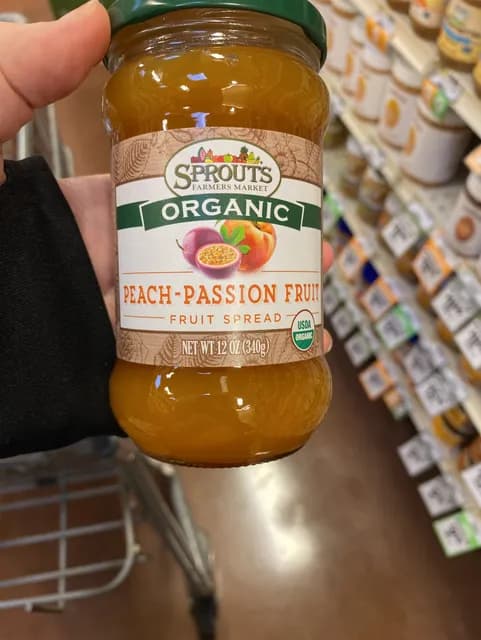 SPROUTS
FARMERS MARKET
ORGANIC
PEACH-PASSION FRUIT
FRUIT SPREAD
USDA
ORGANIC
NET WT 12 OZ (340g)